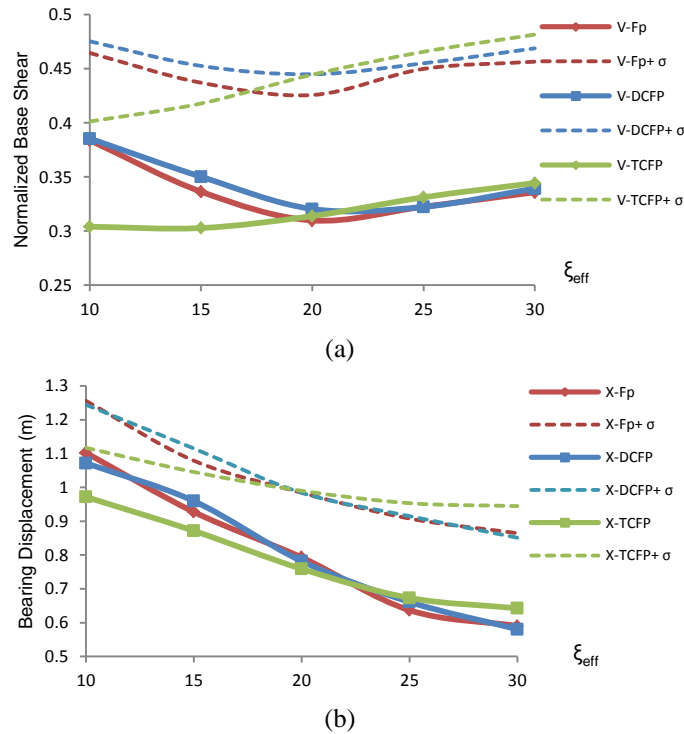 0.5
0.45
0.4
0.35
0.3
0.25
Normalized Base Shear
10 15 20 25 30
ξeff
V-Fp
V-Fp+ σ
V-DCFP
V-DCFP+ σ
V-TCFP
V-TCFP+ σ
(a)
1.3
1.2
1.1
1
0.9
0.8
0.7
0.6
0.5
Bearing Displacement (m)
10 15 20 25 30
ξeff
X-Fp
X-Fp+ σ
X-DCFP
X-DCFP+ σ
X-TCFP
X-TCFP+ σ
(b)